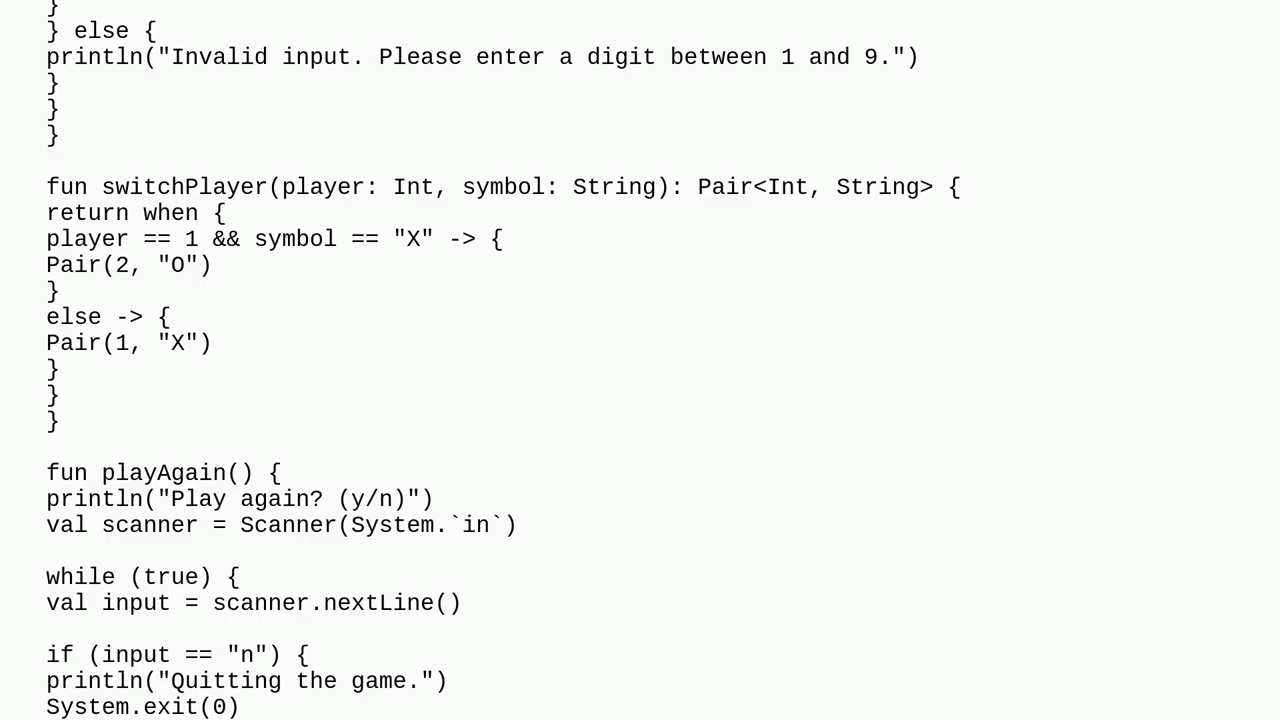 }
} else {
println("Invalid input. Please enter a digit between 1 and 9.")
}
}
}
fun switchPlayer(player: Int, symbol: String): Pair<Int, String> {
return when {
player == 1 && symbol == "X" -> {
Pair(2, "O")
}
else -> {
Pair(1, "X")
}
}
}
fun playAgain() {
println("Play again? (y/n)")
val scanner = Scanner(System.`in`)
while (true) {
val input = scanner.nextLine()
if (input == "n") {
println("Quitting the game.")
System.exit(0)